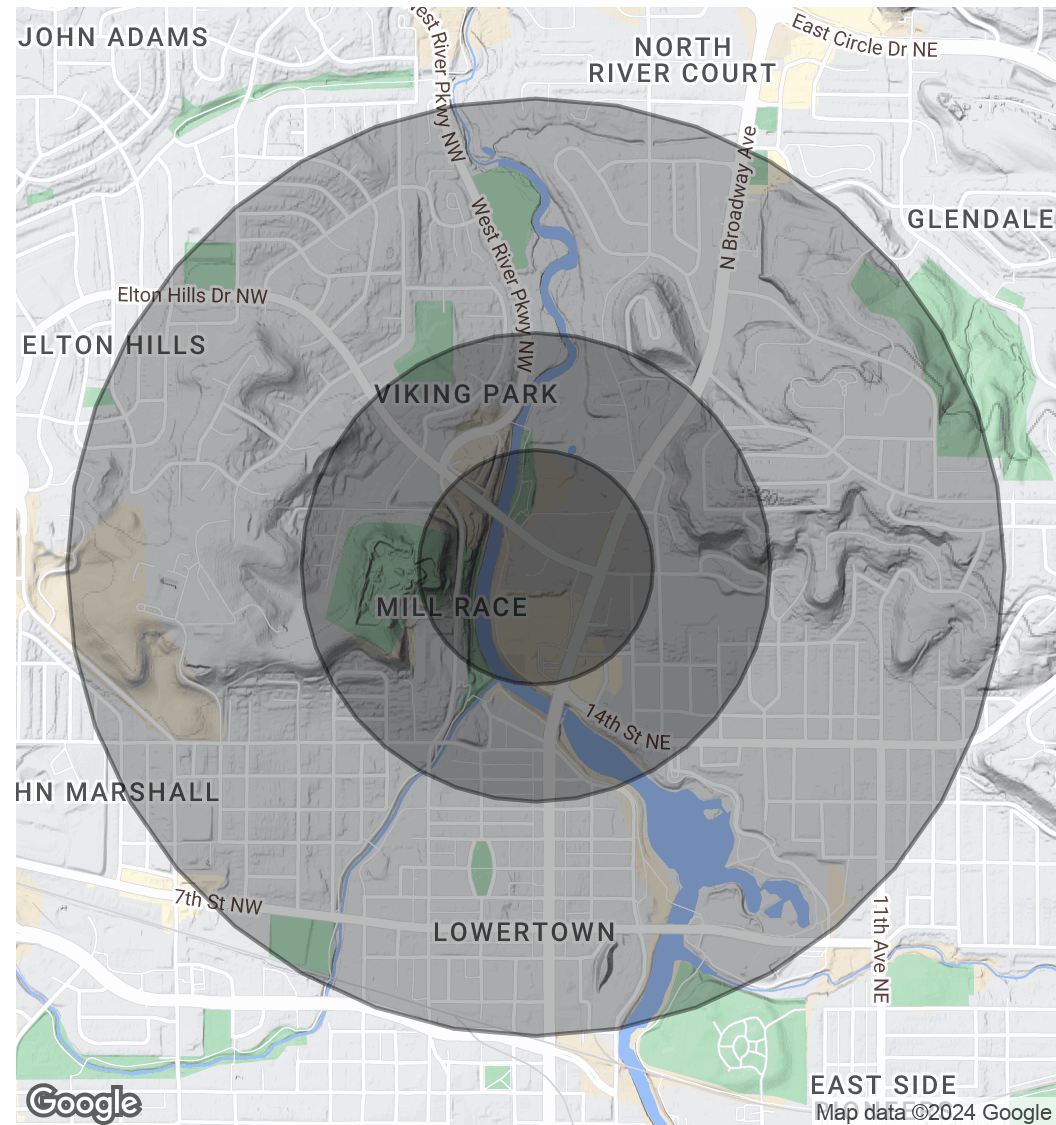 JOHN ADAMS
West River Pkwy NW
East Circle Dr NE
NORTH
RIVER COURT
N Broadway Ave
West River Pkwy NW
GLENDALE
Elton Hills Dr NW
ELTON HILLS
VIKING PARK
MILL RACE
14th St NE
HN MARSHALL
7th St NW
LOWERTOWN
11th Ave NE
EAST SIDE
Google
Map data ©2024 Google